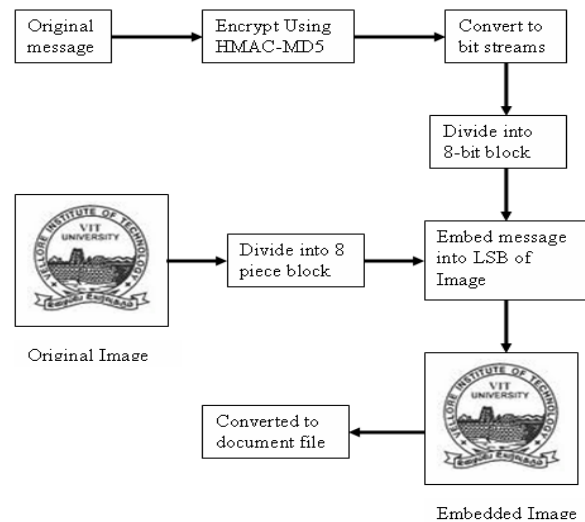 Original
message
Encrypt Using
HMAC-MD5
Convert to
bit streams
Divide into
8-bit block
VELLORE INSTITUTE OF TECHNOLOGY
VIT
UNIVERSITY
Divide into 8
piece block
Embed message
into LSB of
Image
Original Image
Converted to
document file
VELLORE INSTITUTE OF TECHNOLOGY
VIT
UNIVERSITY
Embedded Image